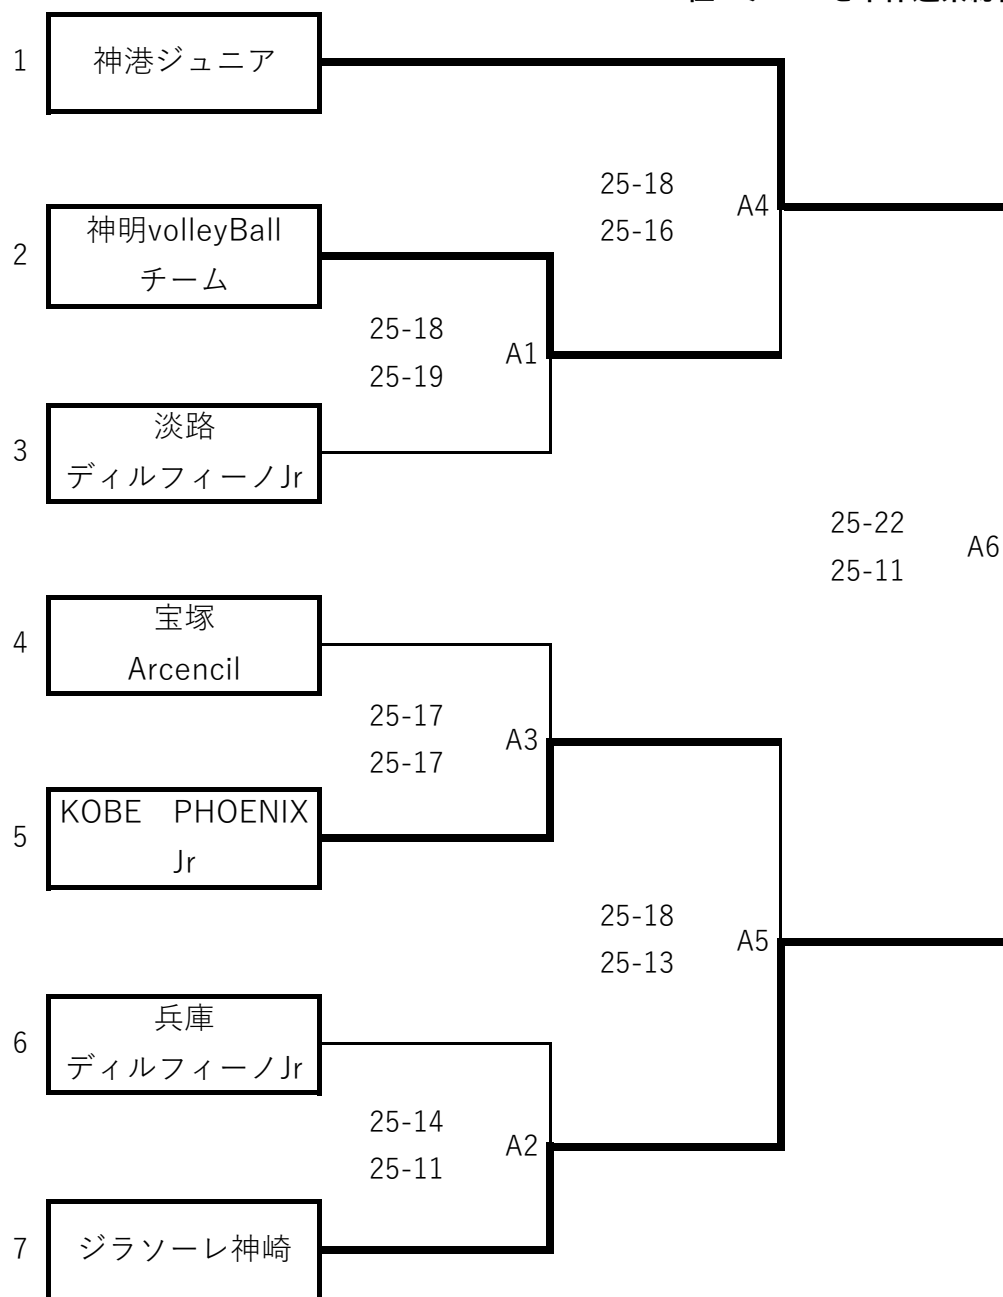 1
神港ジュニア
25-18
25-16
A4
2
神明volleyBall
チーム
25-18
25-19
A1
3
淡路
ディルフィーノJr
25-22
25-11
A6
4
宝塚
Arcencil
25-17
25-17
A3
5
KOBE　PHOENIX
Jr
25-18
25-13
A5
6
兵庫
ディルフィーノJr
25-14
25-11
A2
7
ジラソーレ神崎